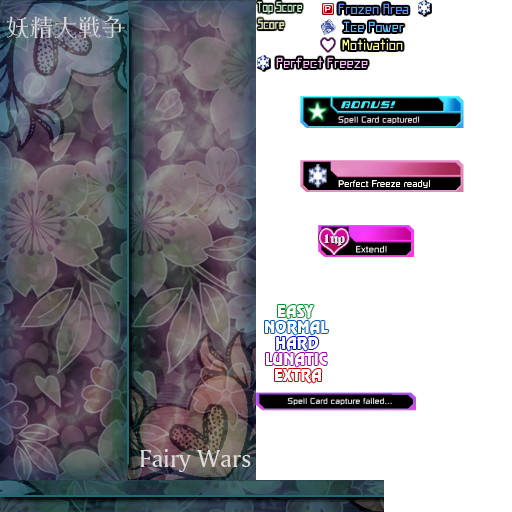 妖精大戦争
Top Score
Score
Frozen Area
Ice Power
Motivation
Perfect Freeze
BONUS!
Spell Card captured!
Perfect Freeze ready!
1up
Extend!
EASY
NORMAL
HARD
LUNATIC
EXTRA
Spell Card capture failed...
Fairy Wars